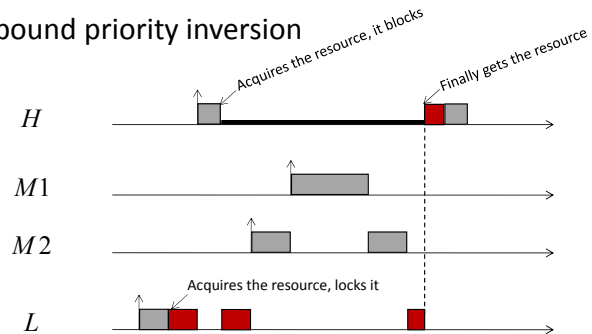 bound priority inversion
Acquires the resource, it blocks
Finally gets the resource
H
M1
M2
Acquires the resource, locks it
L